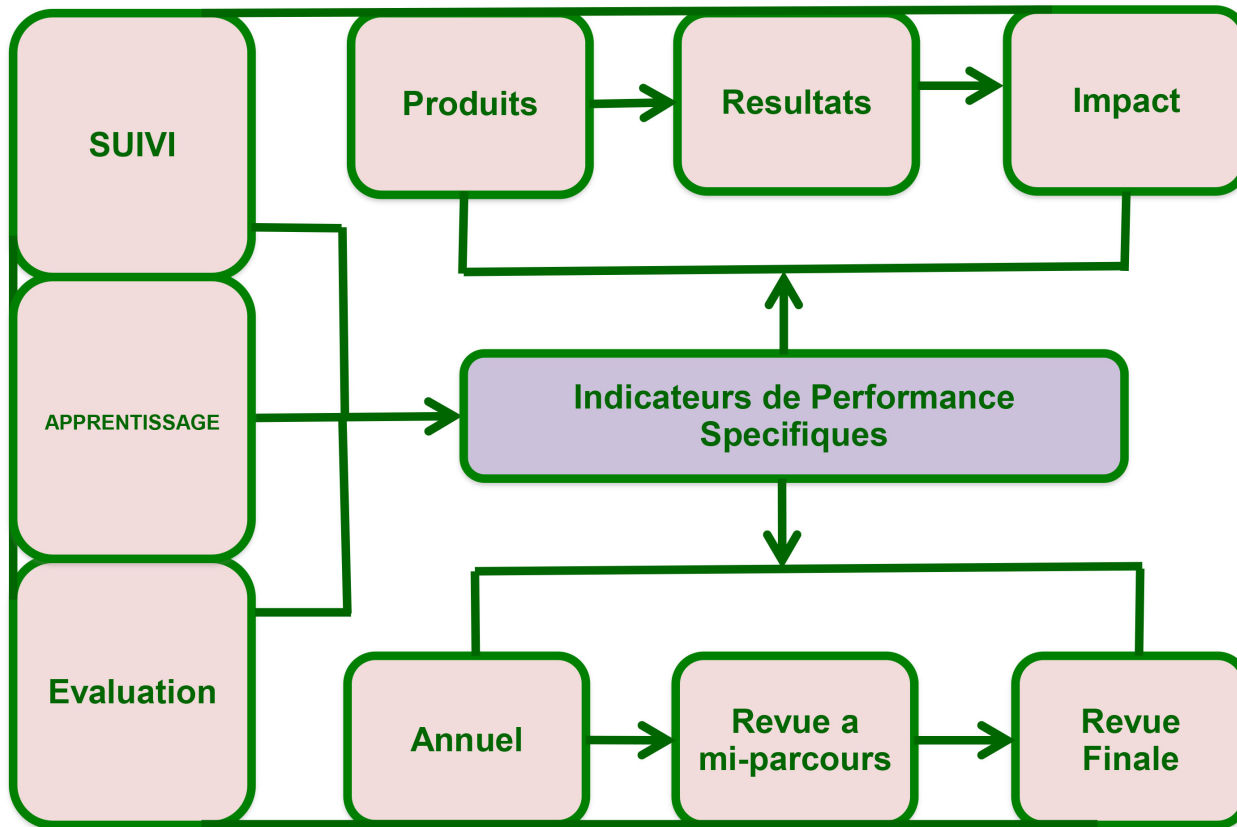 SUIVI
Produits
Resultats
Impact
APPRENTISSAGE
Indicateurs de Performance
Specifiques
Evaluation
Annuel
Revue a
mi-parcours
Revue
Finale